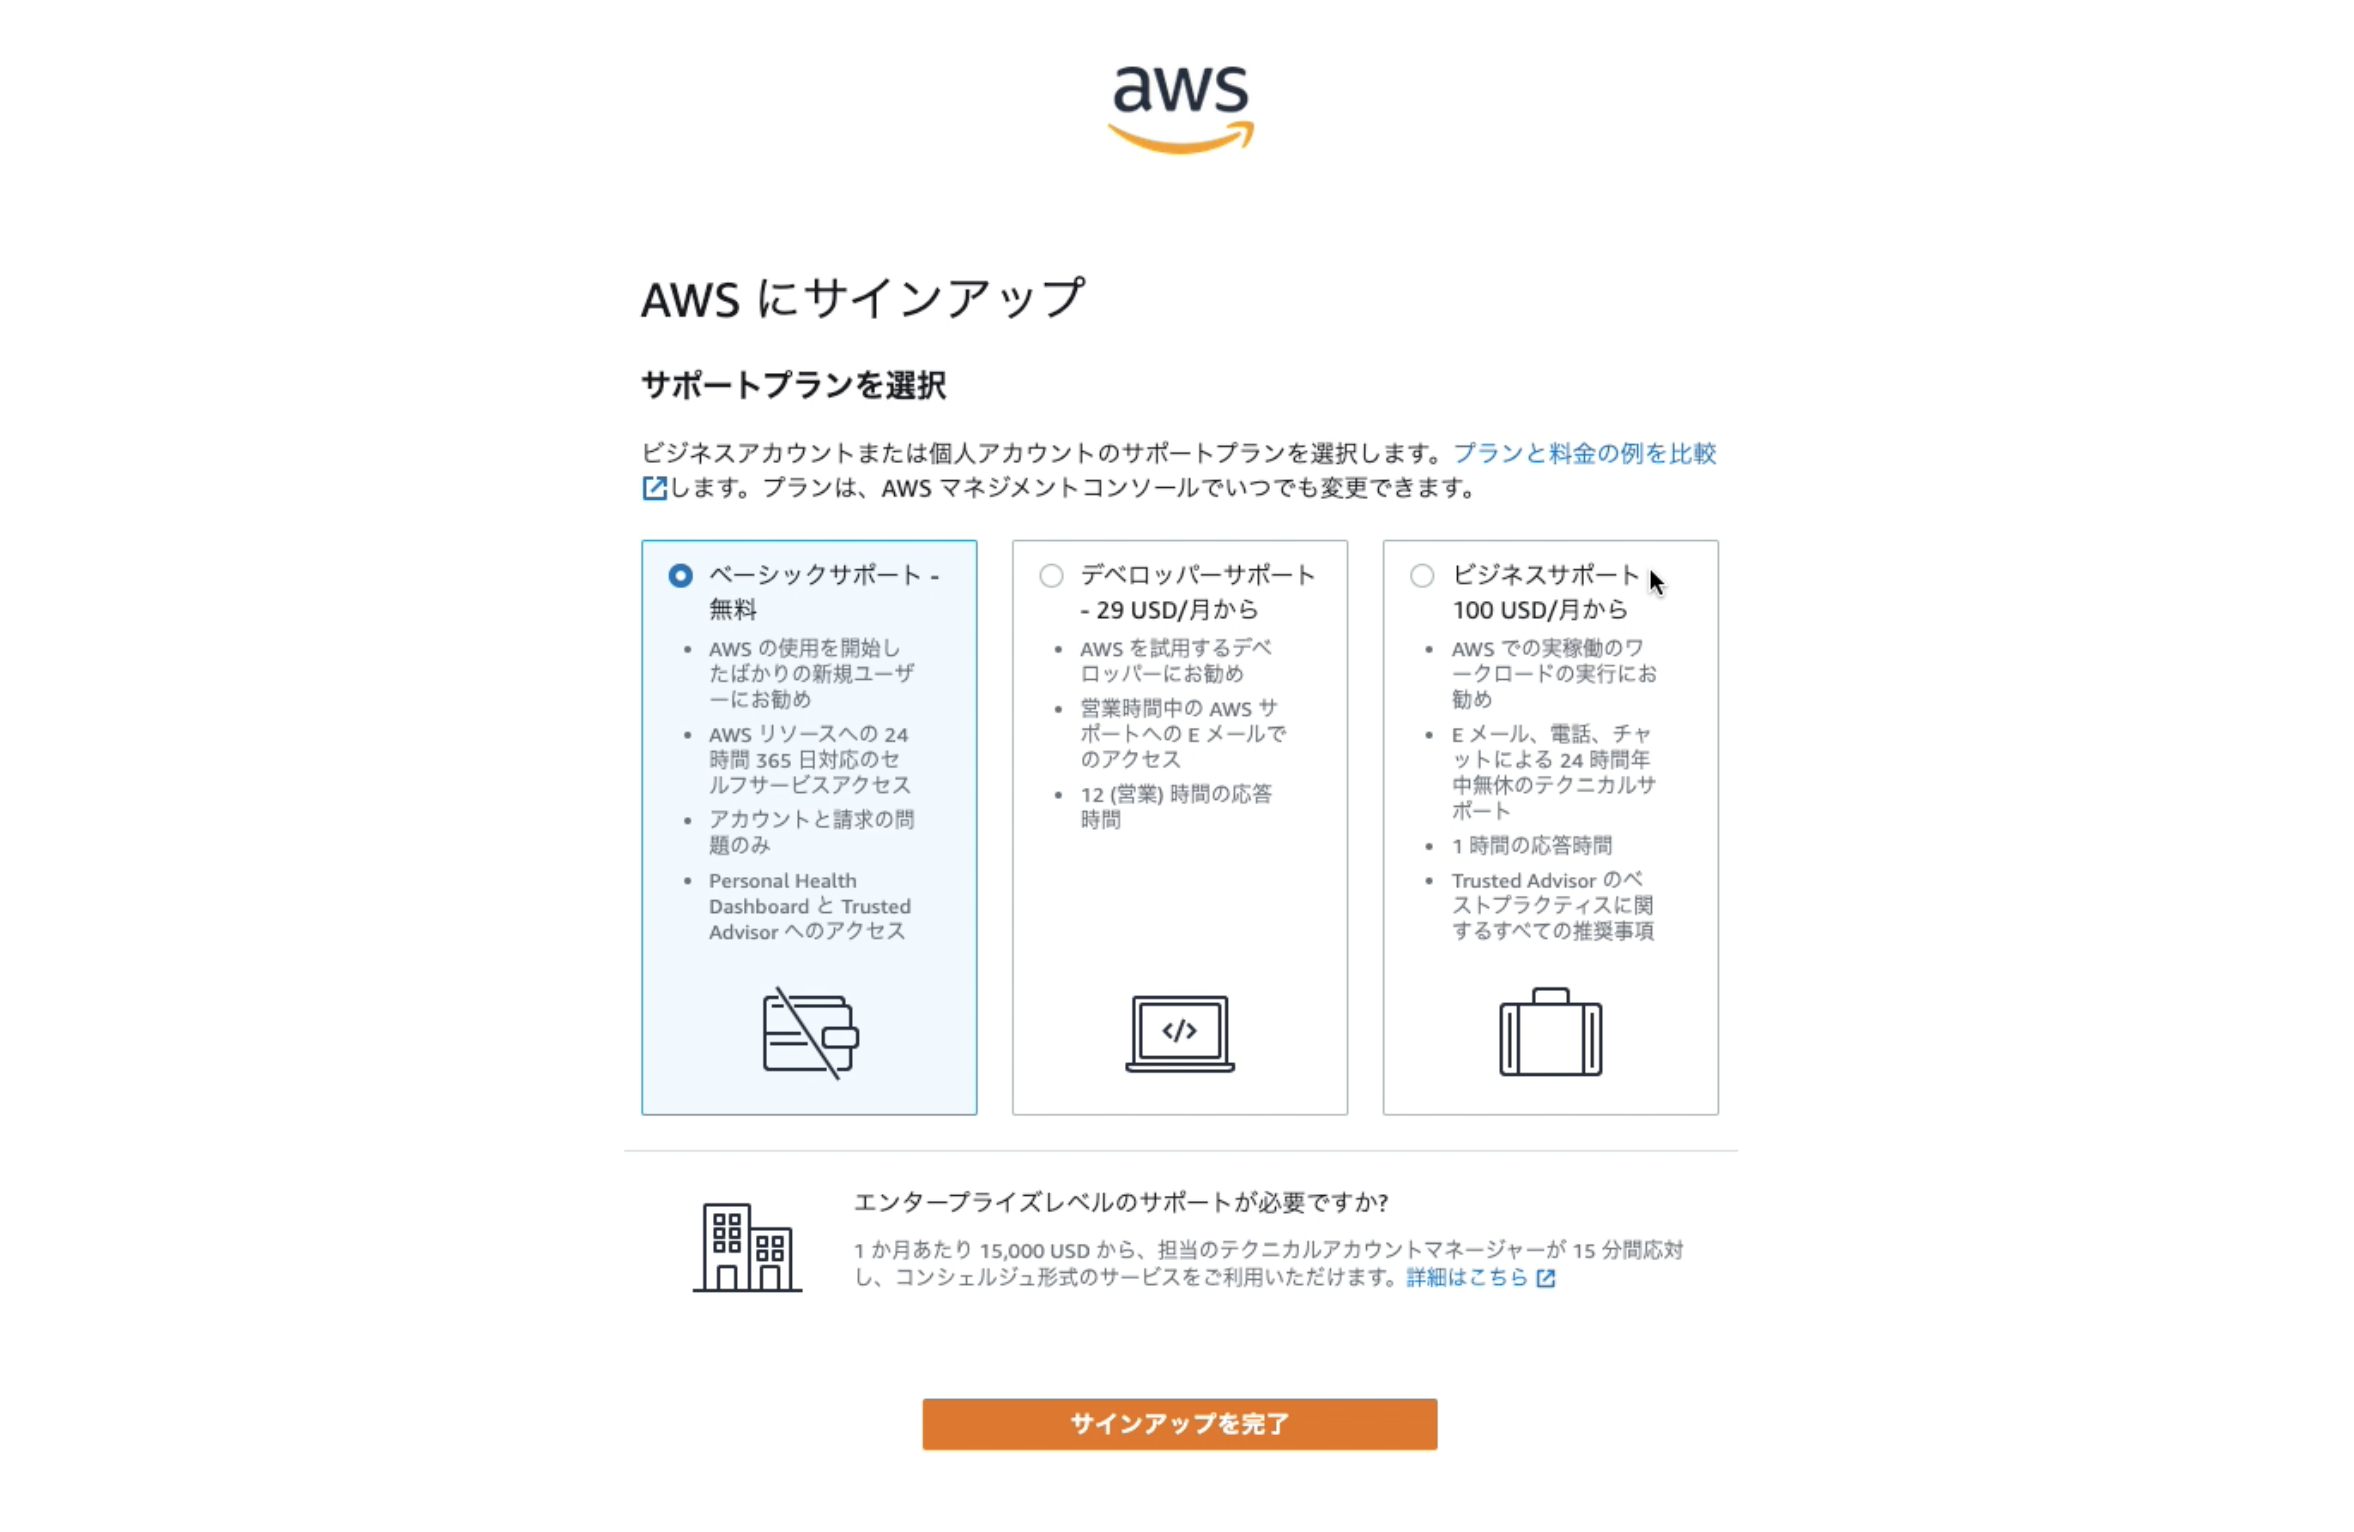 aws
AWS にサインアップ
サポートプランを選択
ビジネスアカウントまたは個人アカウントのサポートプランを選択します。プランと料金の例を比較
します。プランは、AWS マネジメントコンソールでいつでも変更できます。
ベーシックサポート -
無料
AWS の使用を開始し
たばかりの新規ユーザ
ーにお勧め
AWS リソースへの 24
時間 365 日対応のセ
ルフサービスアクセス
アカウントと請求の問
題のみ
Personal Health
Dashboard と Trusted
Advisor へのアクセス
デベロッパーサポート
- 29 USD/月から
AWS を試用するデベ
ロッパーにお勧め
営業時間中の AWS サ
ポートへの E メールで
のアクセス
12 (営業) 時間の応答
時間
</>
ビジネスサポート
100 USD/月から
AWS での実稼働のワ
ークロードの実行にお
勧め
E メール、電話、チャ
ットによる 24 時間年
中無休のテクニカルサ
ポート
1 時間の応答時間
Trusted Advisor のベ
ストプラクティスに関
するすべての推奨事項
エンタープライズレベルのサポートが必要ですか?
1 か月あたり 15,000 USD から、担当のテクニカルアカウントマネージャーが 15 分間応対
し、コンシェルジュ形式のサービスをご利用いただけます。詳細はこちら
サインアップを完了